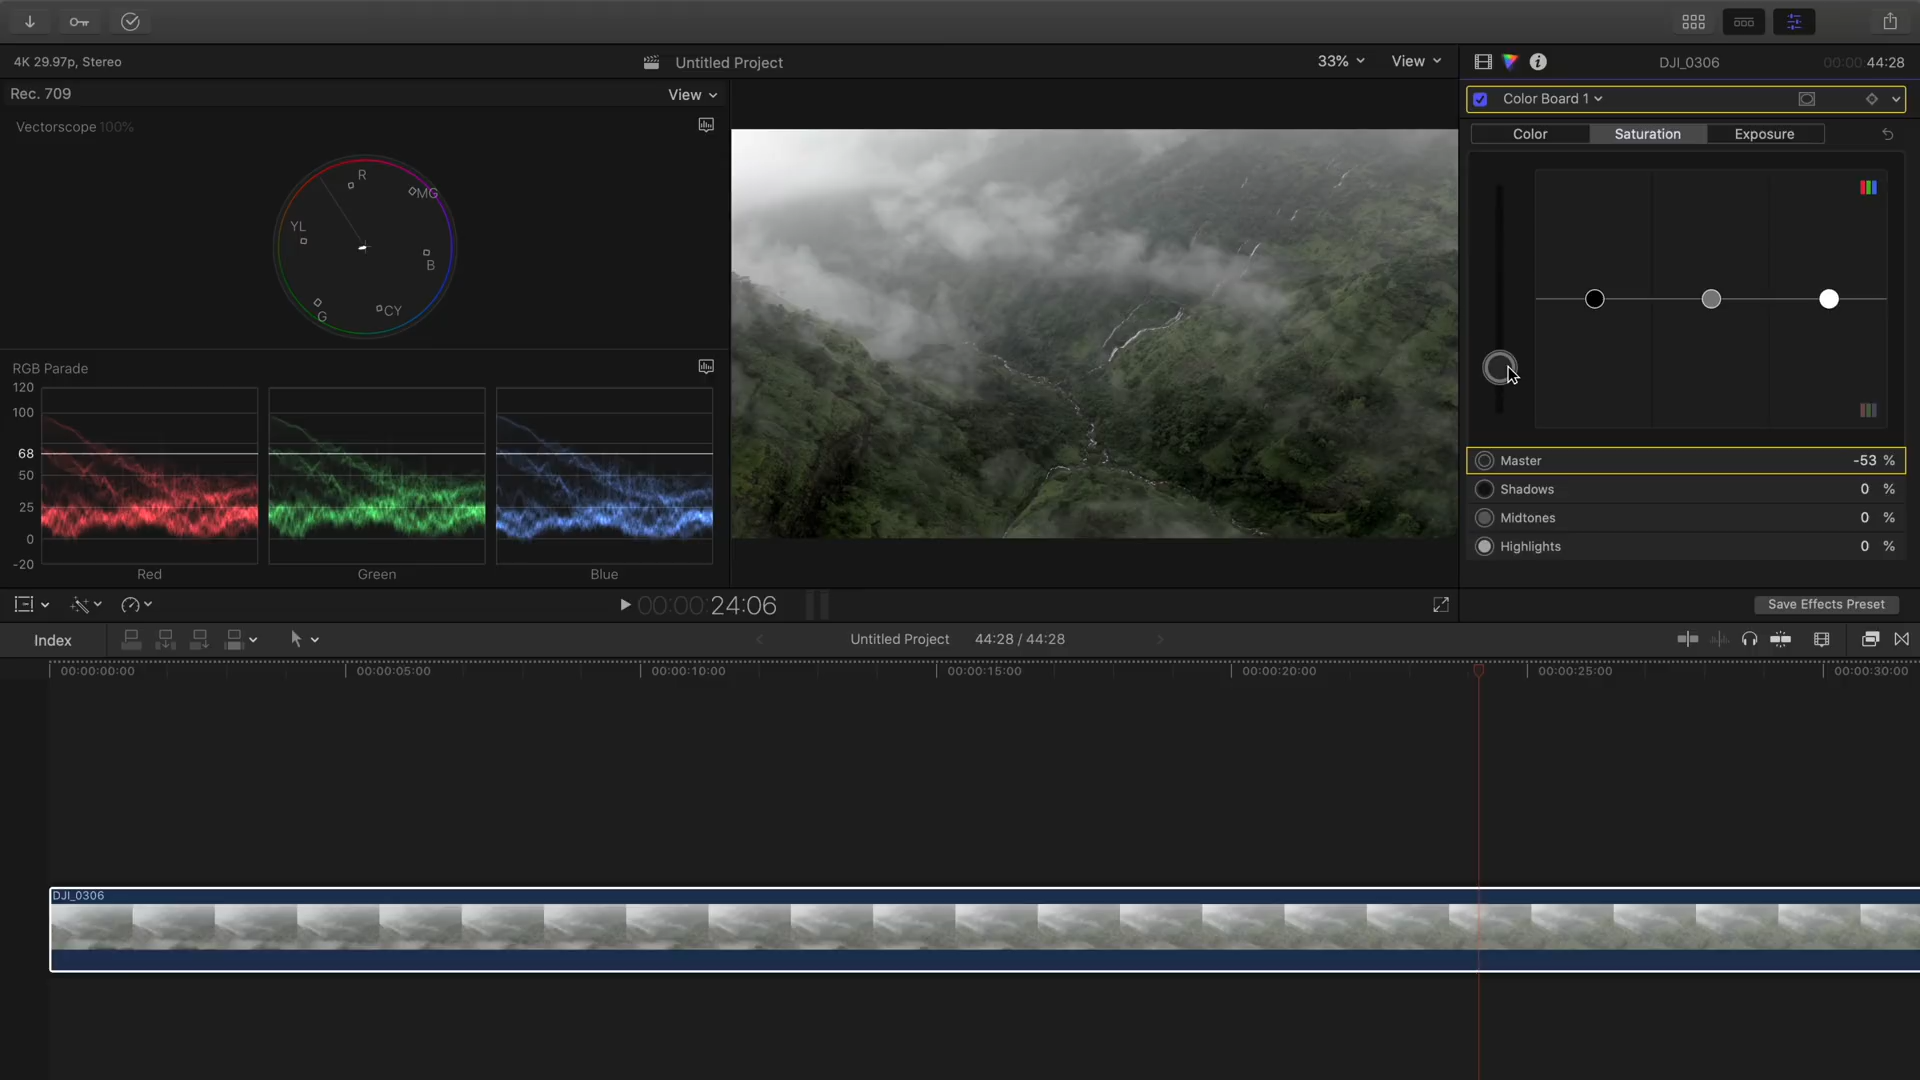 4K 29.97p, Stereo
Untitled Project
33%
View
DJI_0306
00:00:44:28
Rec. 709
View
Color Board 1
Vectorscope 100%
Color
Saturation
Exposure
R
MG
YL
B
G
CY
RGB Parade
120
100
68
50
25
0
-20
Red
Green
Blue
Master
-53 %
Shadows
0 %
Midtones
0 %
Highlights
0 %
00:00:24:06
Save Effects Preset
Index
Untitled Project
44:28 / 44:28
00:00:00:00
00:00:05:00
00:00:10:00
00:00:15:00
00:00:20:00
00:00:25:00
00:00:30:00
DJI_0306